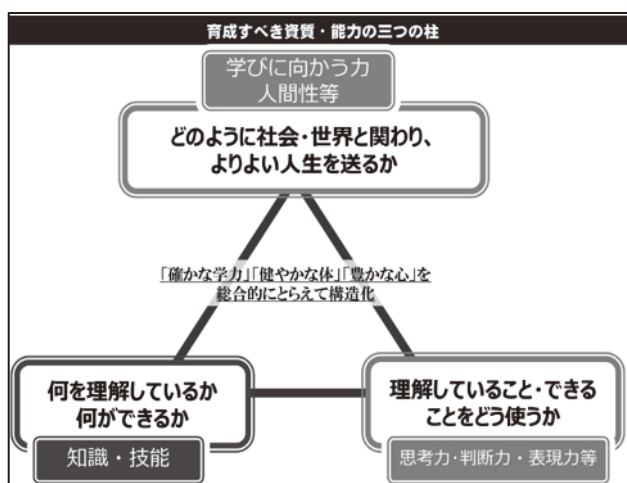 育成すべき資質・能力の三つの柱
学びに向かう力
人間性等
どのように社会・世界と関わり、
よりよい人生を送るか
「確かな学力」「健やかな体」「豊かな心」を
総合的にとらえて構造化
何を理解しているか
何ができるか
知識・技能
理解していること・できる
ことをどう使うか
思考力・判断力・表現力等